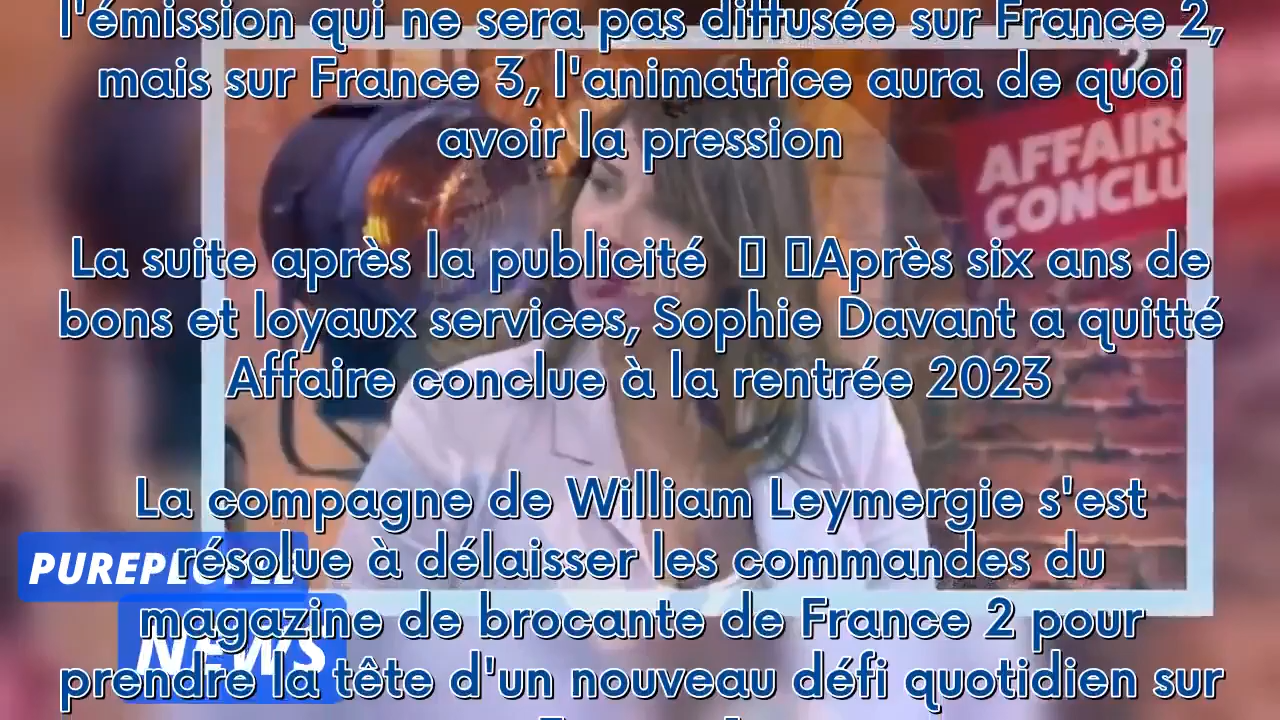 l'émission qui ne sera pas diffusée sur France 2,
mais sur France 3, l'animatrice aura de quoi
avoir la pression
AFFAIRE
CONCLU
La suite après la publicité Après six ans de
bons et loyaux services, Sophie Davant a quitté
Affaire conclue à la rentrée 2023
La compagne de William Leymergie s'est
résolue à délaisser les commandes du
magazine de brocante de France 2 pour
prendre la tête d'un nouveau défi quotidien sur
NEWS